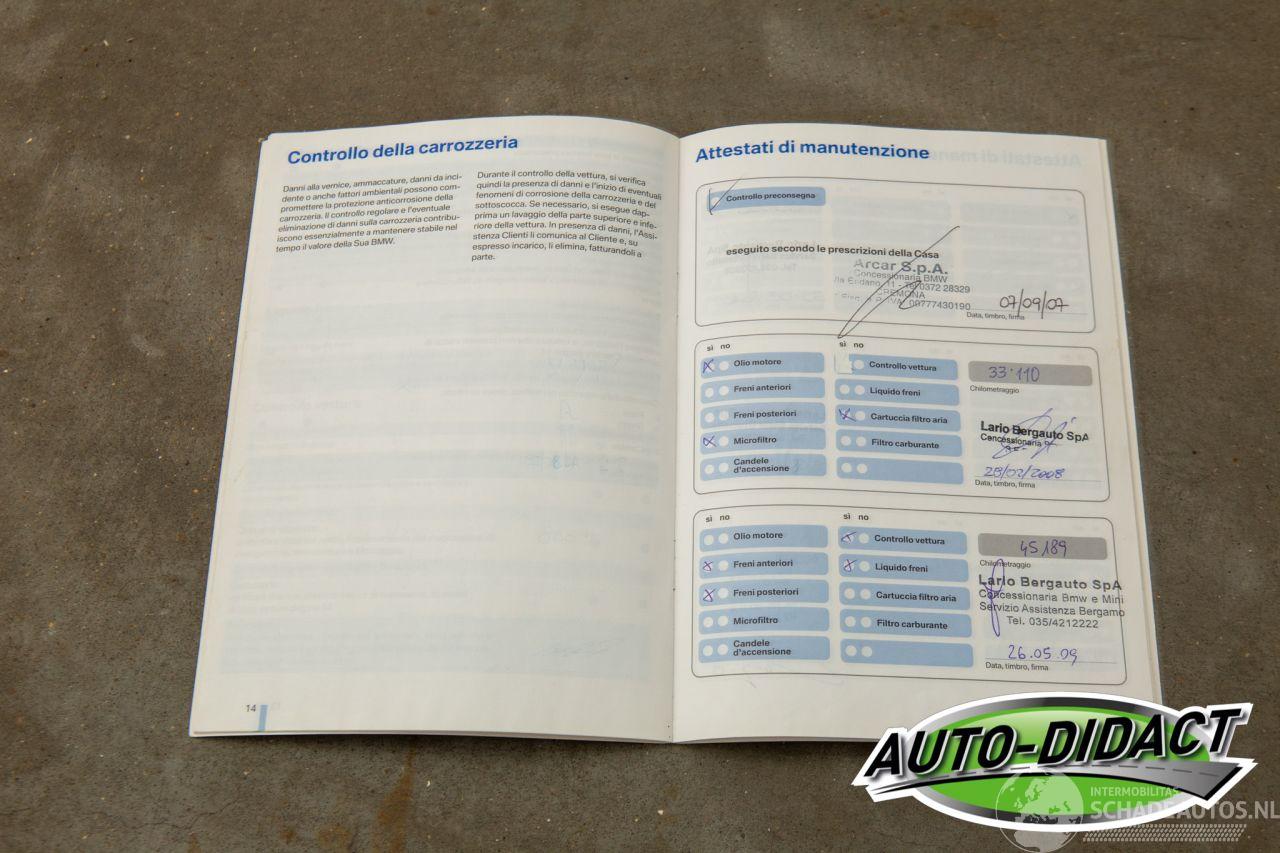 Controllo della carrozzeria
Danni alla vernice, ammaccature, danni da inci-
dente o anche fattori ambientali possono com-
promettere la protezione anticorrosione della
carrozzeria. Il controllo regolare e l'eventuale
eliminazione di danni sulla carrozzeria contribu-
iscono essenzialmente a mantenere stabile nel
tempo il valore della Sua BMW.
Durante il controllo della vettura, si verifica
quindi la presenza di danni e l'inizio di eventuali
fenomeni di corrosione della carrozzeria e del
sottoscocca. Se necessario, si esegue dap-
prima un lavaggio della parte superiore e infe-
riore della vettura. In presenza di danni, l'Assi-
stenza Clienti li comunica al Cliente e, su
espresso incarico, li elimina, fatturandoli a
parte.
14
Attestati di manutenzione
Controllo preconsegna
eseguito secondo le prescrizioni della Casa
Arcar S.p.A.
Concessionaria BMW
Via Eridano, 11 - Tel. 0372 28329
CREMONA
00777430190
07/09/07
Data, timbro, firma
sì no
Olio motore
Freni anteriori
Freni posteriori
Microfiltro
Candele
d'accensione
sì no
Controllo vettura
Liquido freni
Cartuccia filtro aria
Filtro carburante
33.110
Chilometraggio
Lario Bergauto SpA
Concessionaria
28/02/2008
Data, timbro, firma
sì no
Olio motore
Freni anteriori
Freni posteriori
Microfiltro
Candele
d'accensione
sì no
Controllo vettura
Liquido freni
Cartuccia filtro aria
Filtro carburante
45189
Chilometraggio
Lario Bergauto SpA
Concessionaria Bmw e Mini
Servizio Assistenza Bergamo
Tel. 035/4212222
26.05.09
Data, timbro, firma
AUTO-DIDACT
INTERMOBILITAS
SCHADEAUTOS.NL